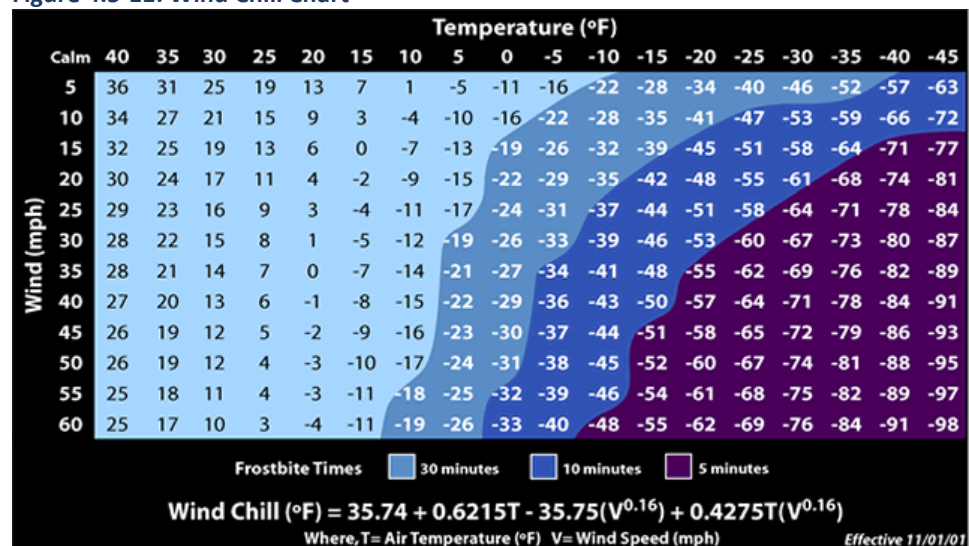 Figure 4.3-22: Wind Chill Chart
Temperature (ºF)
Calm 40 35 30 25 20 15 10 5 0 -5 -10 -15 -20 -25 -30 -35 -40 -45
5 36 31 25 19 13 7 1 -5 -11 -16 -22 -28 -34 -40 -46 -52 -57 -63
10 34 27 21 15 9 3 -4 -10 -16 -22 -28 -35 -41 -47 -53 -59 -66 -72
15 32 25 19 13 6 0 -7 -13 -19 -26 -32 -39 -45 -51 -58 -64 -71 -77
20 30 24 17 11 4 -2 -9 -15 -22 -29 -35 -42 -48 -55 -61 -68 -74 -81
Wind (mph)
25 29 23 16 9 3 -4 -11 -17 -24 -31 -37 -44 -51 -58 -64 -71 -78 -84
30 28 22 15 8 1 -5 -12 -19 -26 -33 -39 -46 -53 -60 -67 -73 -80 -87
35 28 21 14 7 0 -7 -14 -21 -27 -34 -41 -48 -55 -62 -69 -76 -82 -89
40 27 20 13 6 -1 -8 -15 -22 -29 -36 -43 -50 -57 -64 -71 -78 -84 -91
45 26 19 12 5 -2 -9 -16 -23 -30 -37 -44 -51 -58 -65 -72 -79 -86 -93
50 26 19 12 4 -3 -10 -17 -24 -31 -38 -45 -52 -60 -67 -74 -81 -88 -95
55 25 18 11 4 -3 -11 -18 -25 -32 -39 -46 -54 -61 -68 -75 -82 -89 -97
60 25 17 10 3 -4 -11 -19 -26 -33 -40 -48 -55 -62 -69 -76 -84 -91 -98
Frostbite Times 30 minutes 10 minutes 5 minutes
Wind Chill (ºF) = 35.74 + 0.6215T - 35.75(V^0.16) + 0.4275T(V^0.16)
Where, T= Air Temperature (ºF) V= Wind Speed (mph) Effective 11/01/01